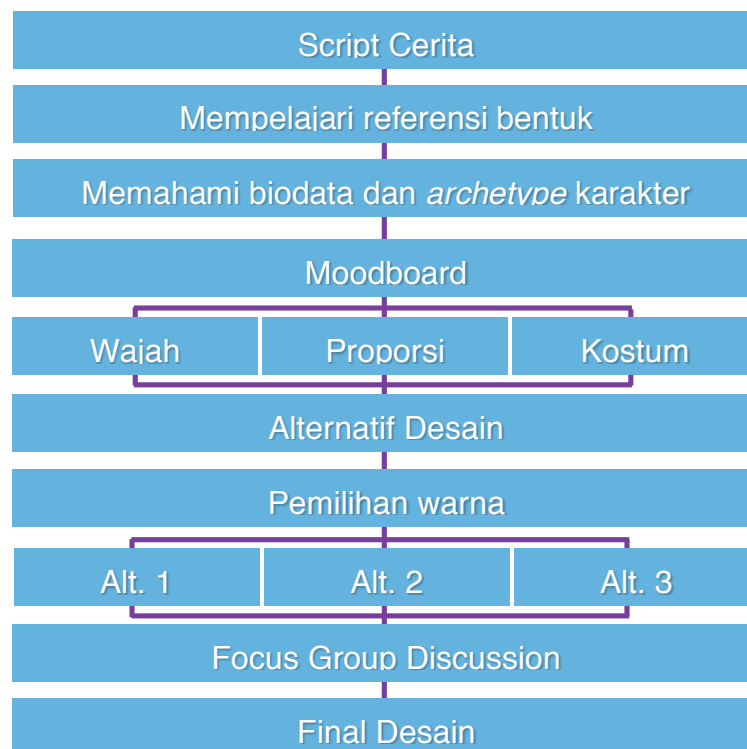 Script Cerita
Mempelajari referensi bentuk
Memahami biodata dan archetype karakter
Moodboard
Wajah
Proporsi
Kostum
Alternatif Desain
Pemilihan warna
Alt. 1
Alt. 2
Alt. 3
Focus Group Discussion
Final Desain